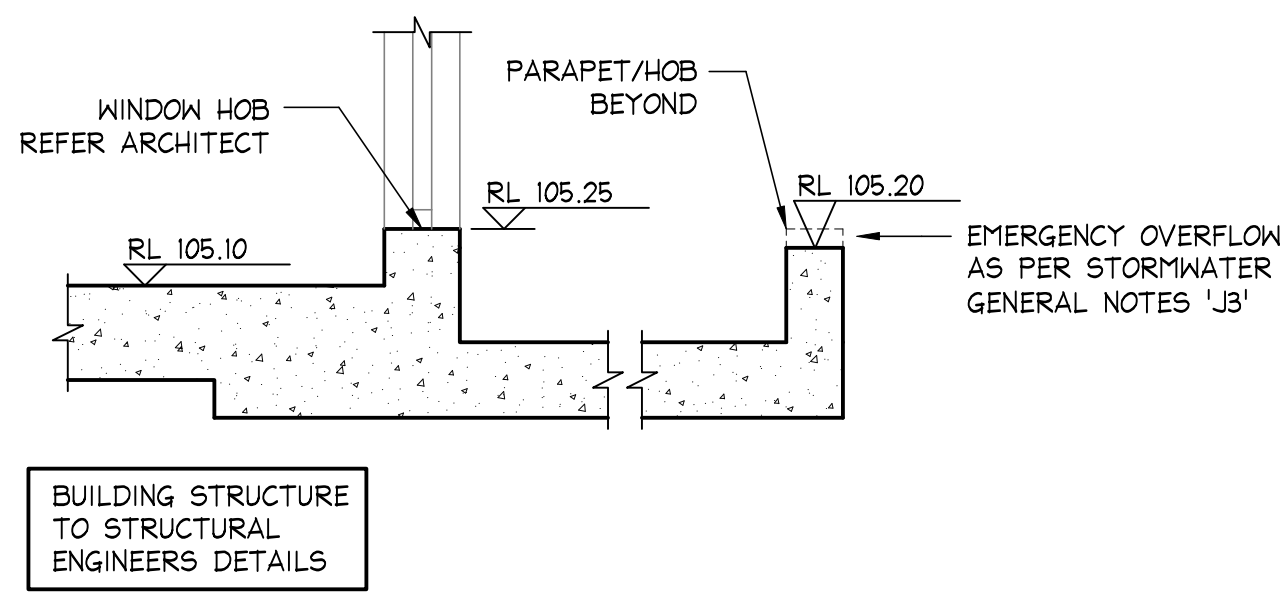 WINDOW HOB
REFER ARCHITECT
PARAPET/HOB
BEYOND
RL 105.25
RL 105.20
RL 105.10
EMERGENCY OVERFLOW
AS PER STORMWATER
GENERAL NOTES 'J3'
BUILDING STRUCTURE
TO STRUCTURAL
ENGINEERS DETAILS